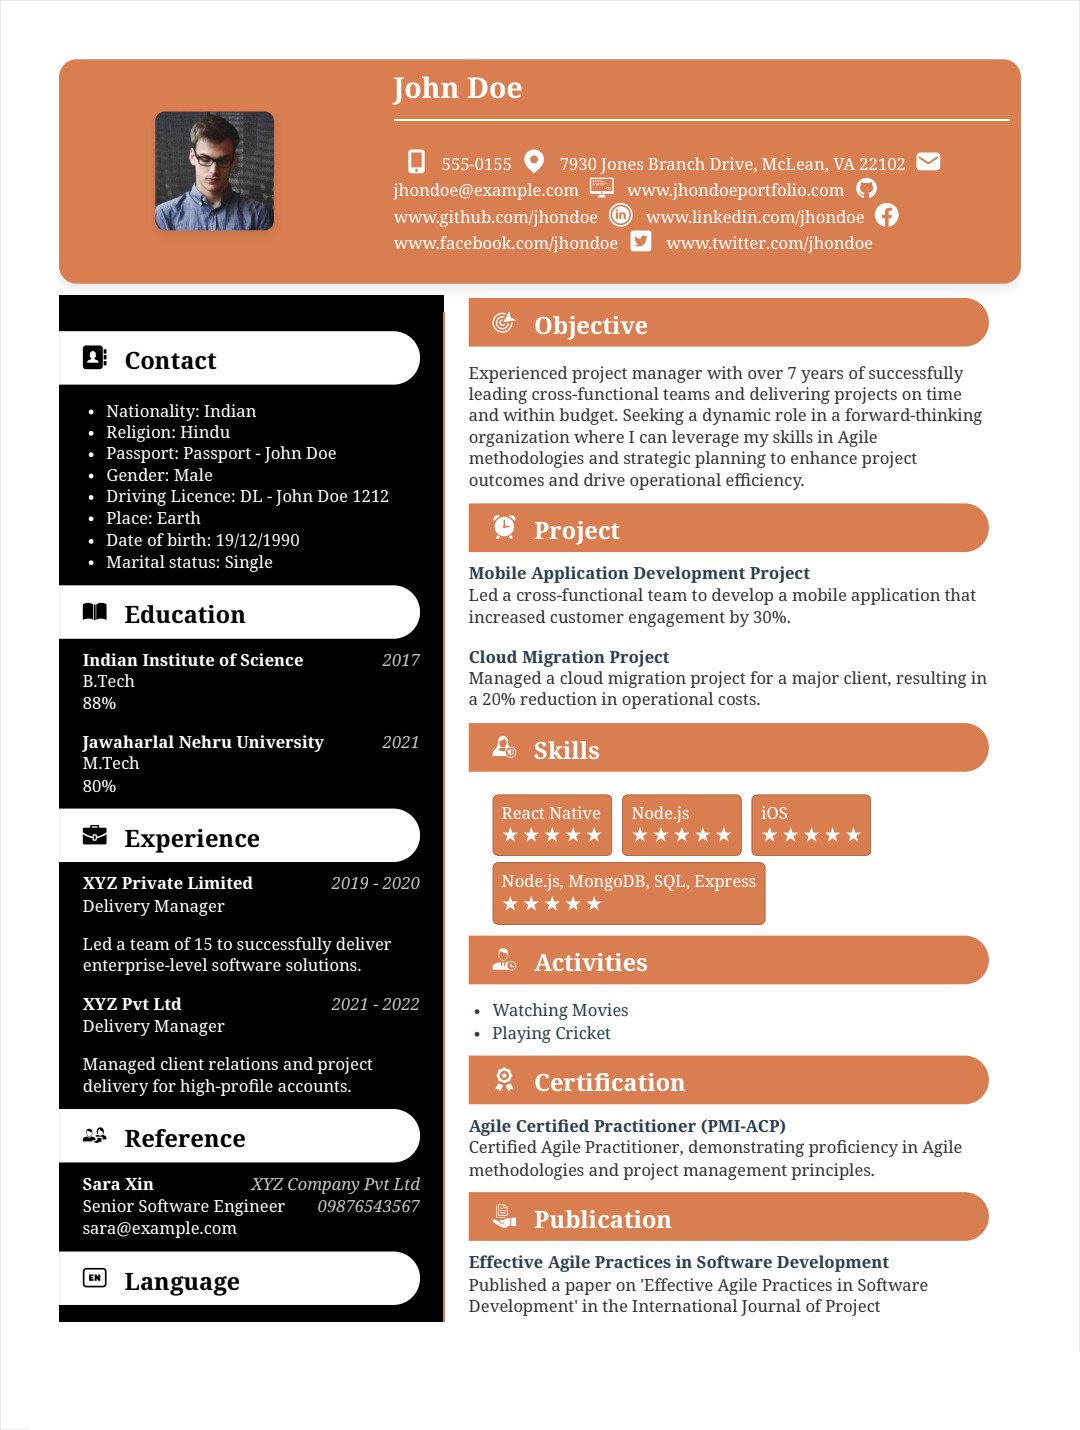 John Doe
555-0155 7930 Jones Branch Drive, McLean, VA 22102
jhondoe@example.com www.jhondoeportfolio.com
www.github.com/jhondoe in www.linkedin.com/jhondoe
www.facebook.com/jhondoe www.twitter.com/jhondoe
Contact
• Nationality: Indian
• Religion: Hindu
• Passport: Passport - John Doe
• Gender: Male
• Driving Licence: DL - John Doe 1212
• Place: Earth
• Date of birth: 19/12/1990
• Marital status: Single
Education
Indian Institute of Science 2017
B.Tech
88%
Jawaharlal Nehru University 2021
M.Tech
80%
Experience
XYZ Private Limited 2019 - 2020
Delivery Manager
Led a team of 15 to successfully deliver
enterprise-level software solutions.
XYZ Pvt Ltd 2021 - 2022
Delivery Manager
Managed client relations and project
delivery for high-profile accounts.
Reference
Sara Xin XYZ Company Pvt Ltd
Senior Software Engineer 09876543567
sara@example.com
EN Language
Objective
Experienced project manager with over 7 years of successfully
leading cross-functional teams and delivering projects on time
and within budget. Seeking a dynamic role in a forward-thinking
organization where I can leverage my skills in Agile
methodologies and strategic planning to enhance project
outcomes and drive operational efficiency.
Project
Mobile Application Development Project
Led a cross-functional team to develop a mobile application that
increased customer engagement by 30%.
Cloud Migration Project
Managed a cloud migration project for a major client, resulting in
a 20% reduction in operational costs.
Skills
React Native Node.js iOS
★ ★ ★ ★ ★ ★ ★ ★ ★ ★ ★ ★ ★ ★ ★
Node.js, MongoDB, SQL, Express
★ ★ ★ ★ ★
Activities
• Watching Movies
• Playing Cricket
Certification
Agile Certified Practitioner (PMI-ACP)
Certified Agile Practitioner, demonstrating proficiency in Agile
methodologies and project management principles.
Publication
Effective Agile Practices in Software Development
Published a paper on 'Effective Agile Practices in Software
Development' in the International Journal of Project